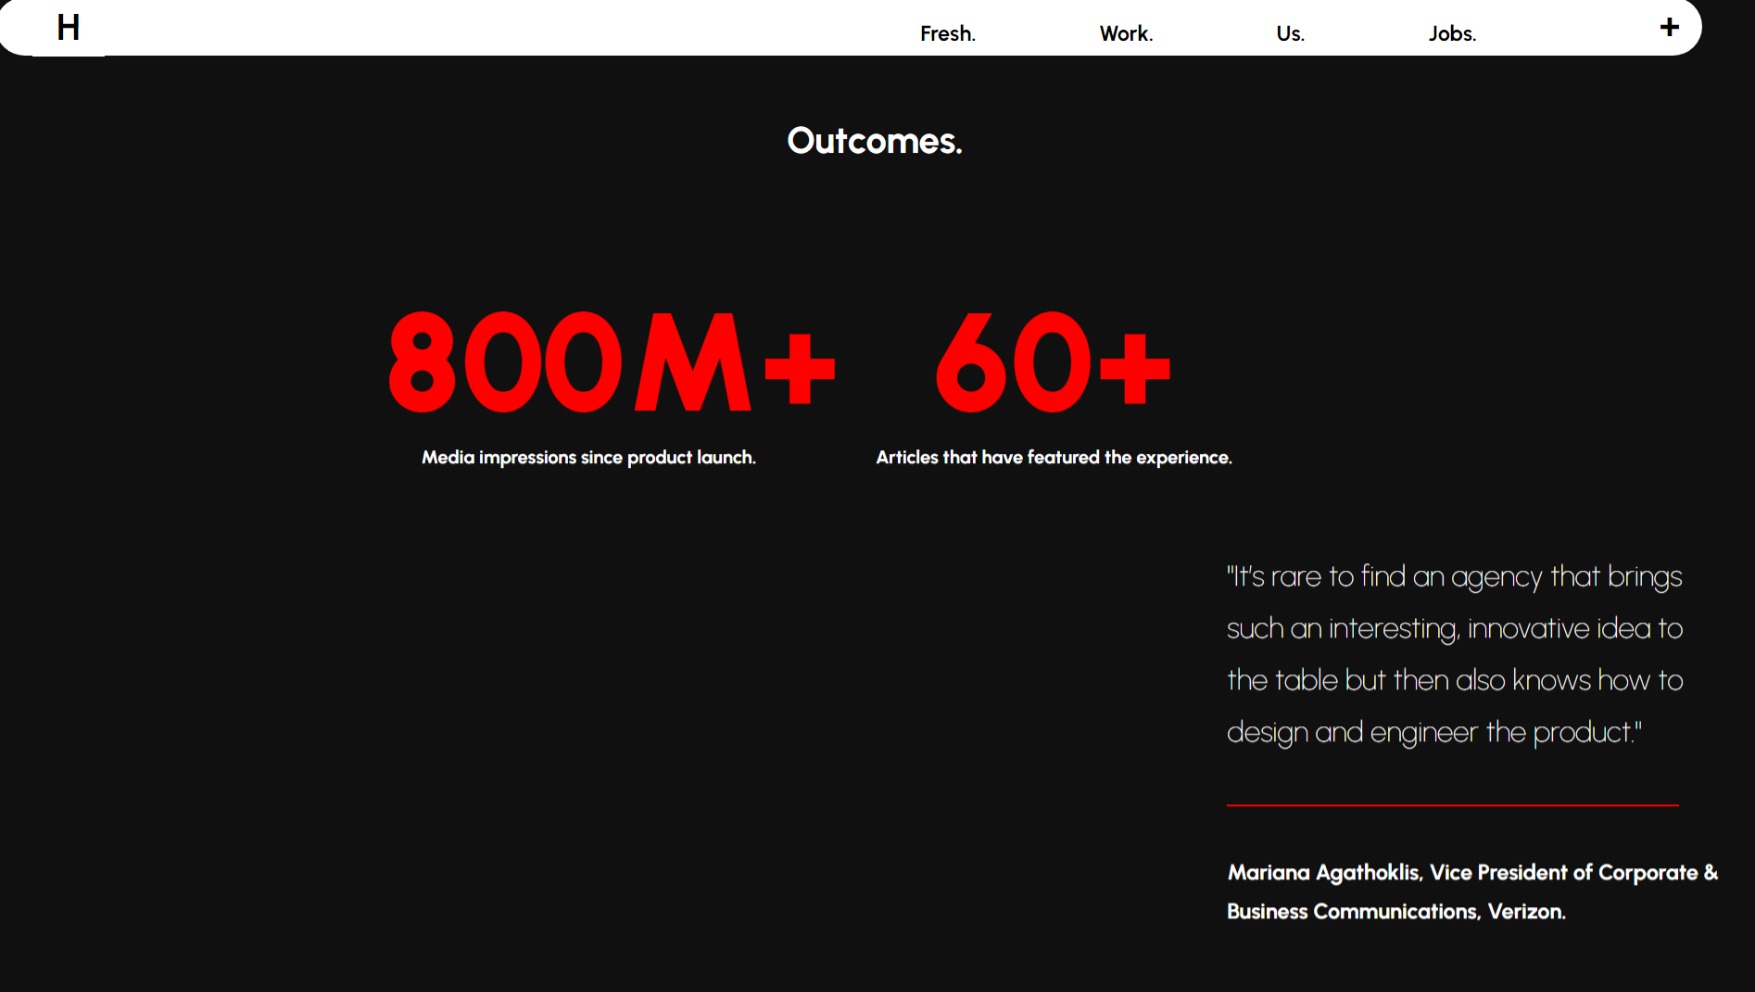 H
Fresh. Work. Us. Jobs. +
Outcomes.
800M+ 60+
Media impressions since product launch. Articles that have featured the experience.
"It's rare to find an agency that brings
such an interesting, innovative idea to
the table but then also knows how to
design and engineer the product."
Mariana Agathoklis, Vice President of Corporate &
Business Communications, Verizon.